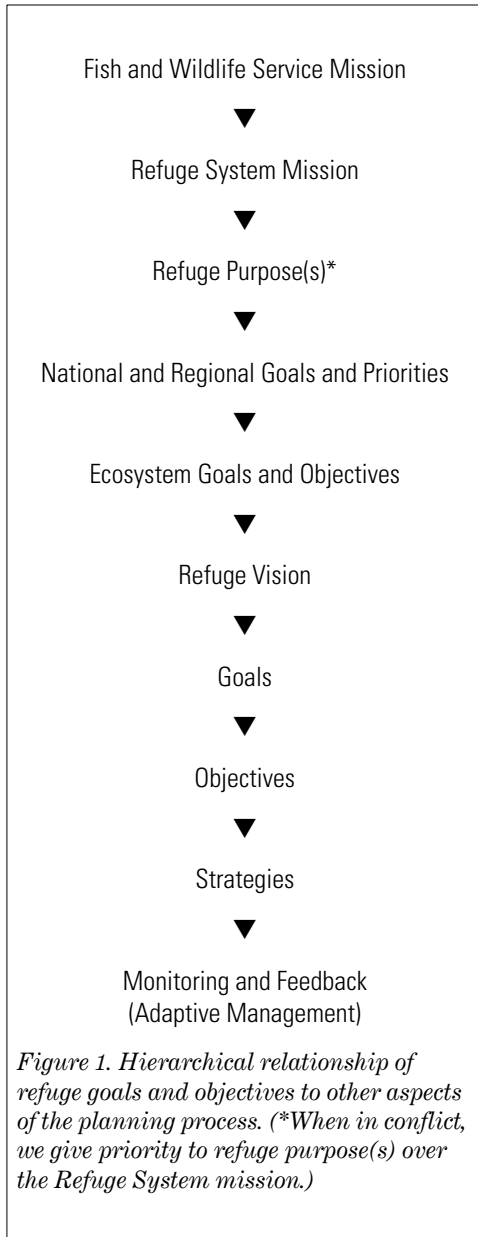 Fish and Wildlife Service Mission
▼
Refuge System Mission
▼
Refuge Purpose(s)*
▼
National and Regional Goals and Priorities
▼
Ecosystem Goals and Objectives
▼
Refuge Vision
▼
Goals
▼
Objectives
▼
Strategies
▼
Monitoring and Feedback
(Adaptive Management)
Figure 1. Hierarchical relationship of
refuge goals and objectives to other aspects
of the planning process. (*When in conflict,
we give priority to refuge purpose(s) over
the Refuge System mission.)